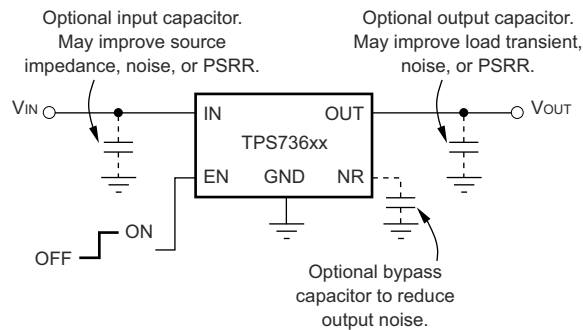 Optional input capacitor.
May improve source
impedance, noise, or PSRR.
Optional output capacitor.
May improve load transient,
noise, or PSRR.
VIN
IN
OUT
VOUT
TPS736xx
EN
GND
NR
ON
OFF
Optional bypass
capacitor to reduce
output noise.